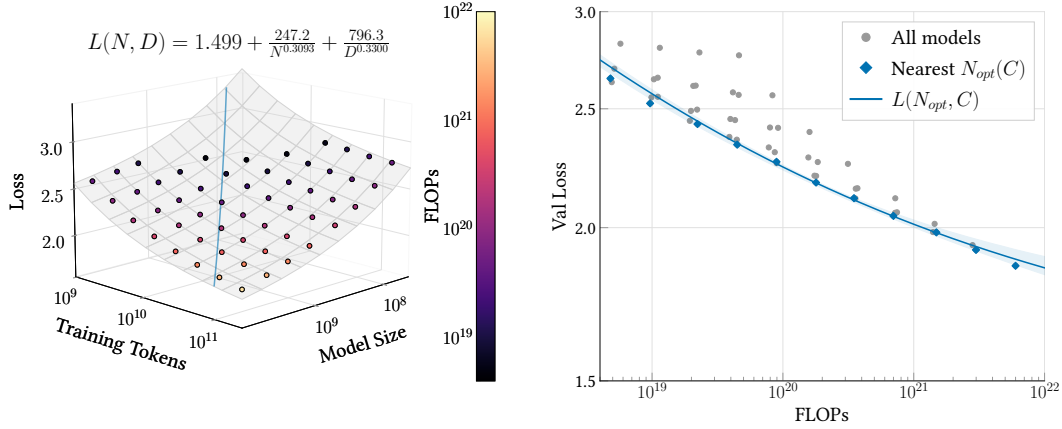 L(N, D) = 1.499 + 247.2/N^0.3093 + 796.3/D^0.3300
3.0
2.5
2.0
Loss
10^9
10^10
10^11
Training Tokens
10^9
10^8
Model Size
FLOPs
10^22
10^21
10^20
10^19
All models
Nearest N_opt(C)
L(N_opt, C)
3.0
2.5
2.0
1.5
Val Loss
10^19
10^20
10^21
10^22
FLOPs